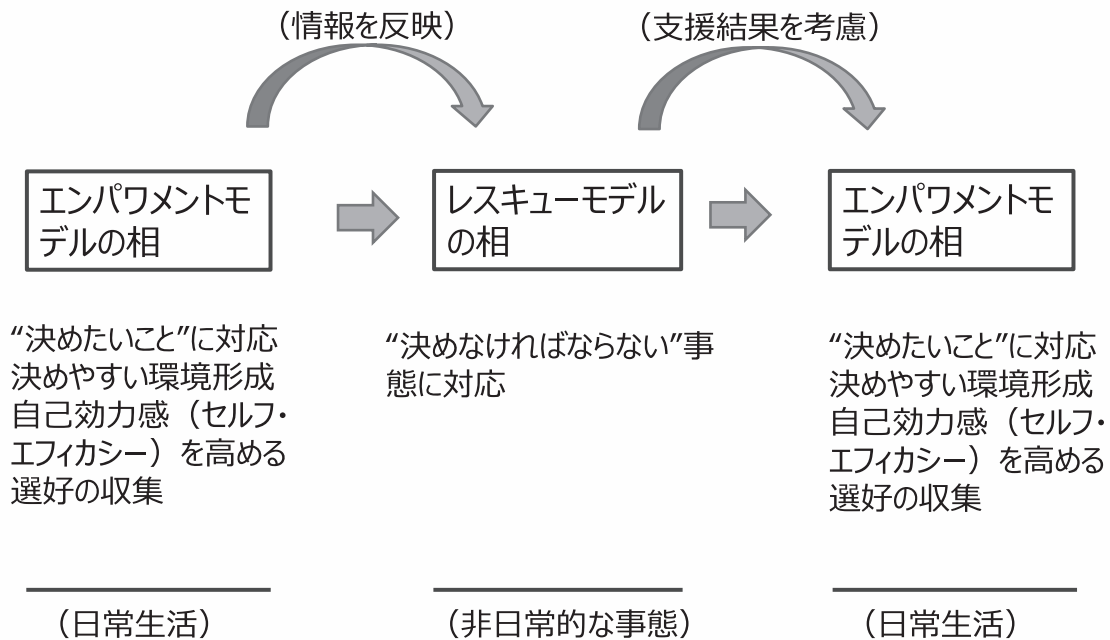 （情報を反映）
（支援結果を考慮）
エンパワメントモ
デルの相
レスキューモデル
の相
エンパワメントモ
デルの相
“決めたいこと”に対応
決めやすい環境形成
自己効力感（セルフ・
エフィカシー）を高める
選好の収集
“決めなければならない”事
態に対応
“決めたいこと”に対応
決めやすい環境形成
自己効力感（セルフ・
エフィカシー）を高める
選好の収集
（日常生活）
（非日常的な事態）
（日常生活）